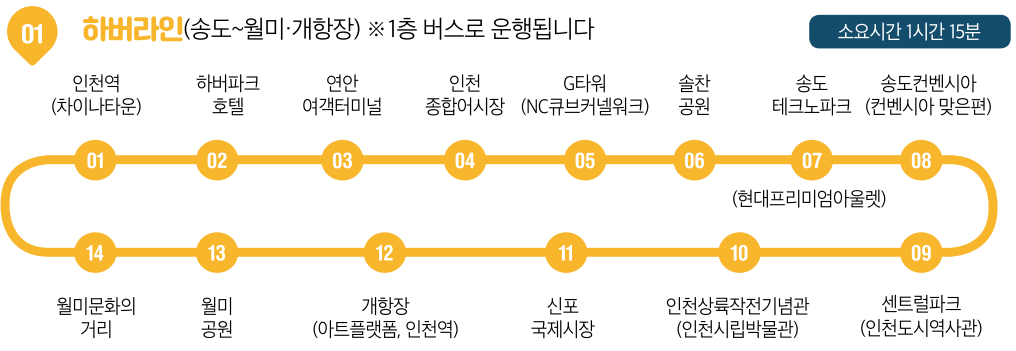 01 하버라인(송도~월미·개항장) ※1층 버스로 운행됩니다
소요시간 1시간 15분
인천역
(차이나타운)
하버파크
호텔
연안
여객터미널
인천
종합어시장
G타워
(NC큐브커넬워크)
솔찬
공원
송도
테크노파크
송도컨벤시아
(컨벤시아 맞은편)
01 02 03 04 05 06 07 08
(현대프리미엄아울렛)
14 13 12 11 10 09
월미문화의
거리
월미
공원
개항장
(아트플랫폼, 인천역)
신포
국제시장
인천상륙작전기념관
(인천시립박물관)
센트럴파크
(인천도시역사관)